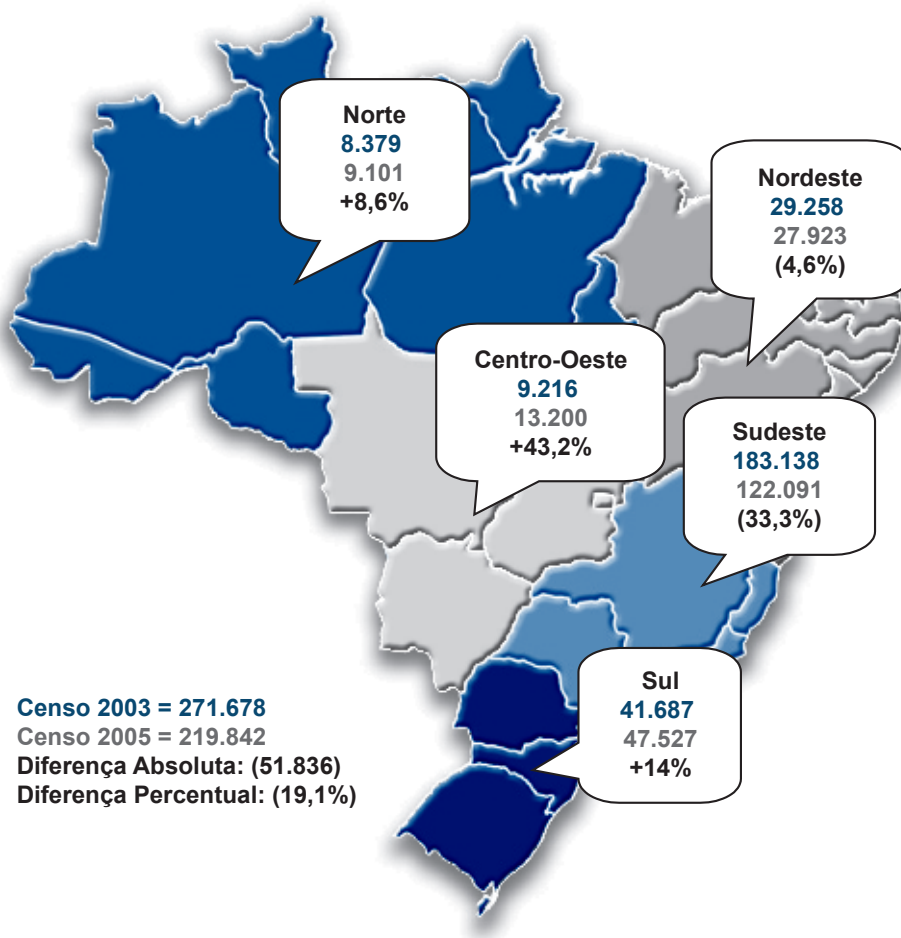 Norte
8.379
9.101
+8,6%
Nordeste
29.258
27.923
(4,6%)
Centro-Oeste
9.216
13.200
+43,2%
Sudeste
183.138
122.091
(33,3%)
Sul
41.687
47.527
+14%
Censo 2003 = 271.678
Censo 2005 = 219.842
Diferença Absoluta: (51.836)
Diferença Percentual: (19,1%)